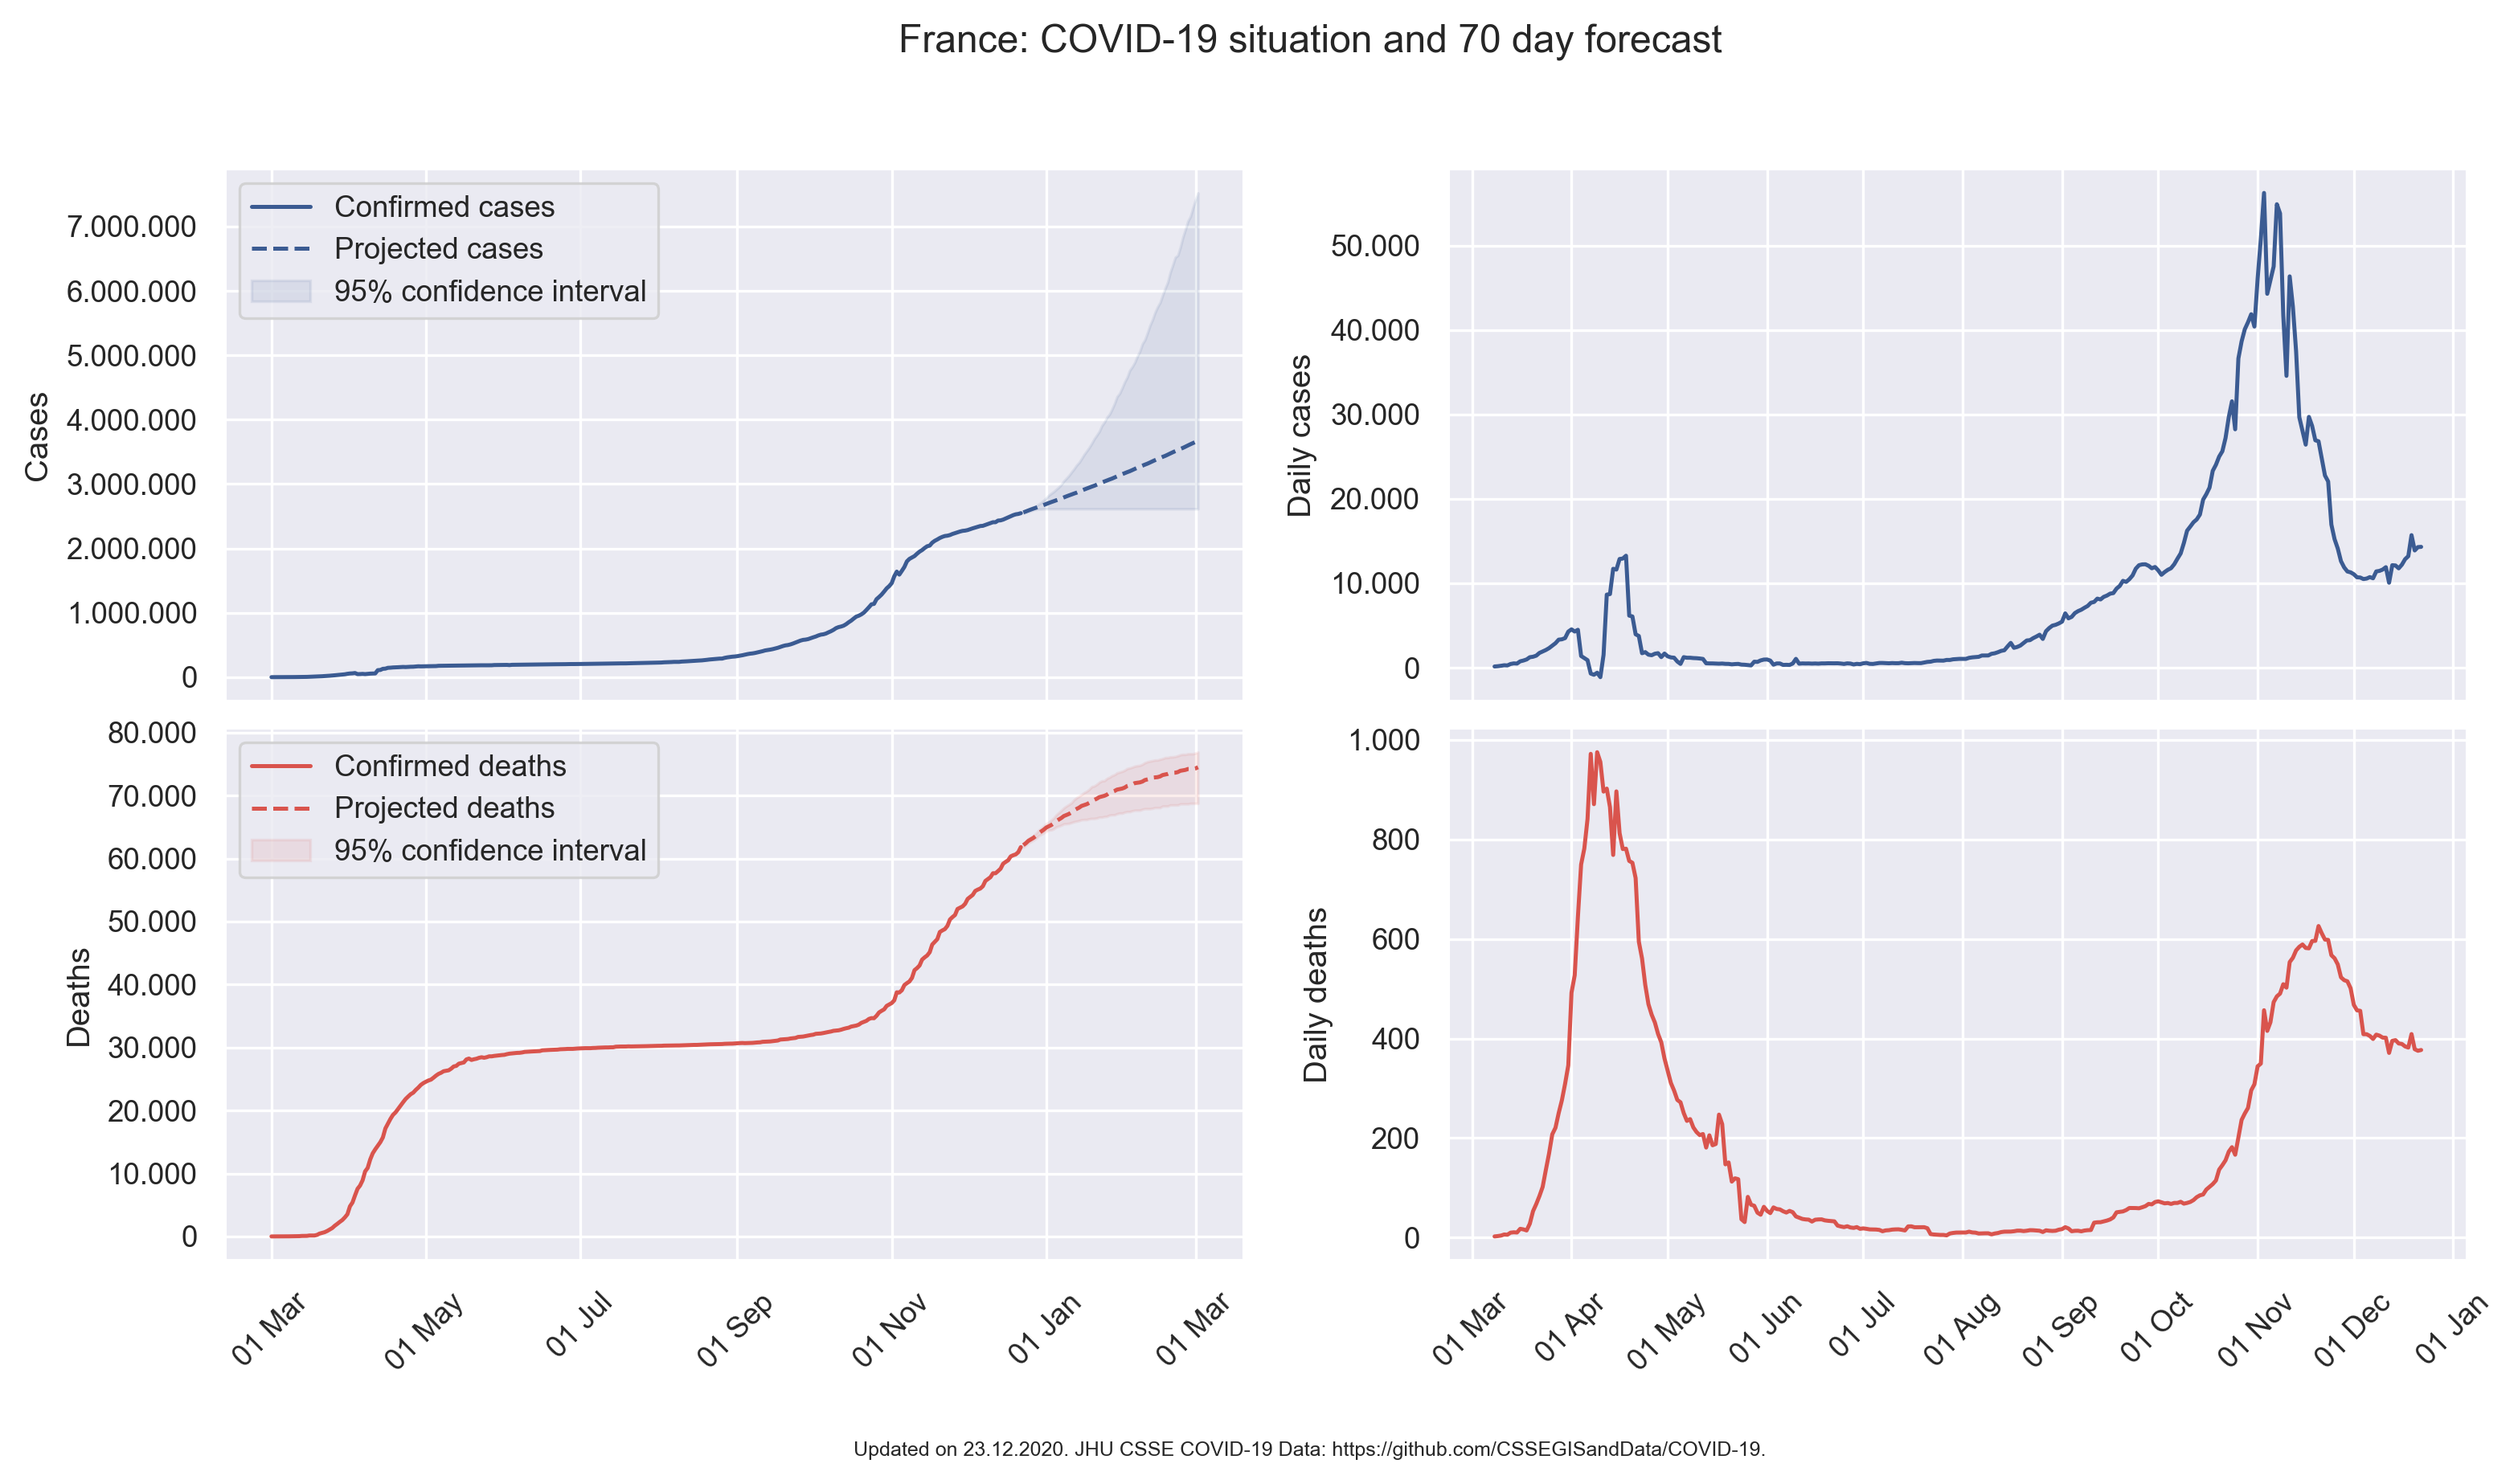 France: COVID-19 situation and 70 day forecast
Confirmed cases
Projected cases
95% confidence interval
Cases
7.000.000
6.000.000
5.000.000
4.000.000
3.000.000
2.000.000
1.000.000
0
Daily cases
50.000
40.000
30.000
20.000
10.000
0
Confirmed deaths
Projected deaths
95% confidence interval
Deaths
80.000
70.000
60.000
50.000
40.000
30.000
20.000
10.000
0
01 Mar
01 May
01 Jul
01 Sep
01 Nov
01 Jan
01 Mar
Daily deaths
1.000
800
600
400
200
0
01 Mar
01 Apr
01 May
01 Jun
01 Jul
01 Aug
01 Sep
01 Oct
01 Nov
01 Dec
01 Jan
Updated on 23.12.2020. JHU CSSE COVID-19 Data: https://github.com/CSSEGISandData/COVID-19.